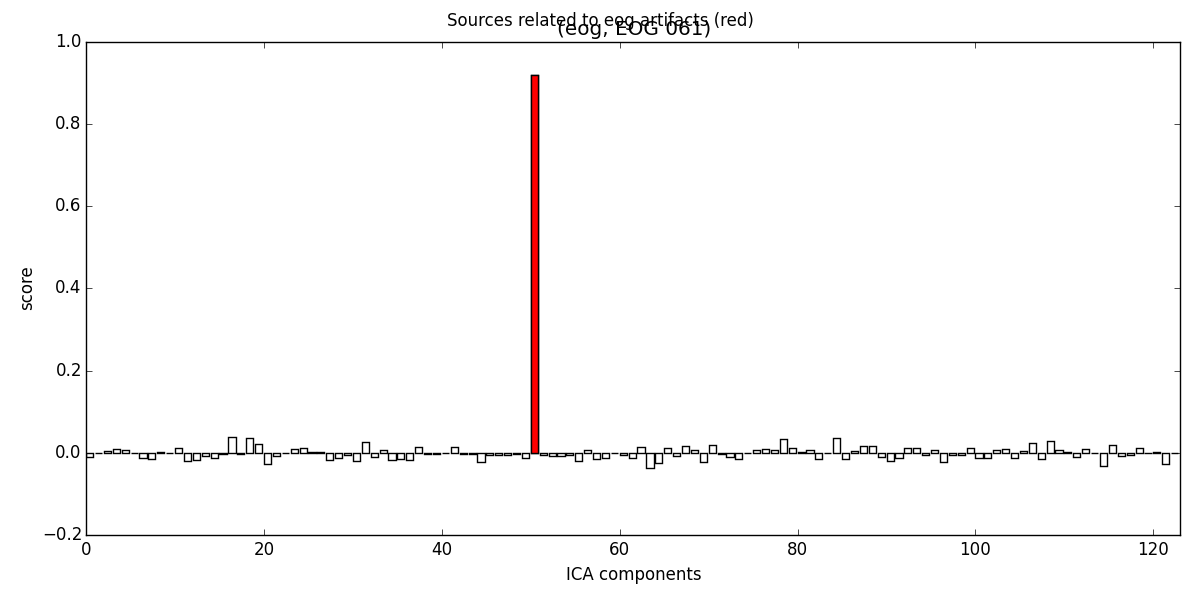 Sources related to eog artifacts (red)
(eog, EOG 061)
1.0
0.8
0.6
0.4
0.2
0.0
−0.2
score
0 20 40 60 80 100 120
ICA components